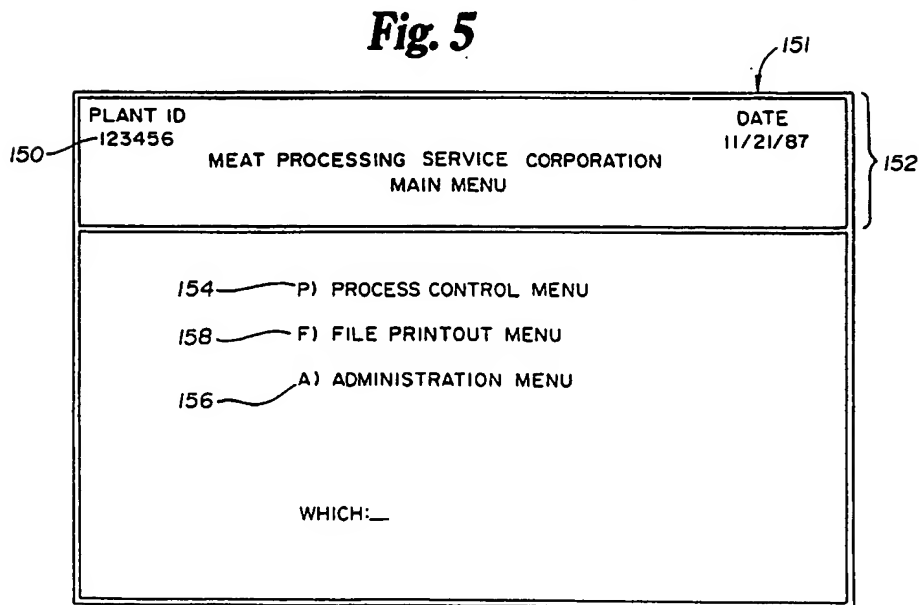 Fig. 5
151
PLANT ID
DATE
150
123456
11/21/87
152
MEAT PROCESSING SERVICE CORPORATION
MAIN MENU
154
P) PROCESS CONTROL MENU
158
F) FILE PRINTOUT MENU
156
A) ADMINISTRATION MENU
WHICH:_